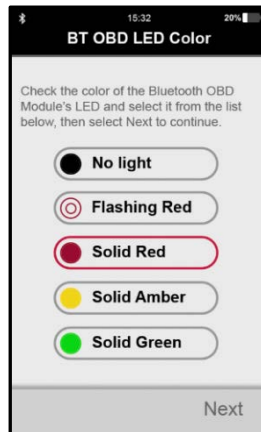 15:32
20%
BT OBD LED Color
Check the color of the Bluetooth OBD
Module's LED and select it from the list
below, then select Next to continue.
No light
Flashing Red
Solid Red
Solid Amber
Solid Green
Next